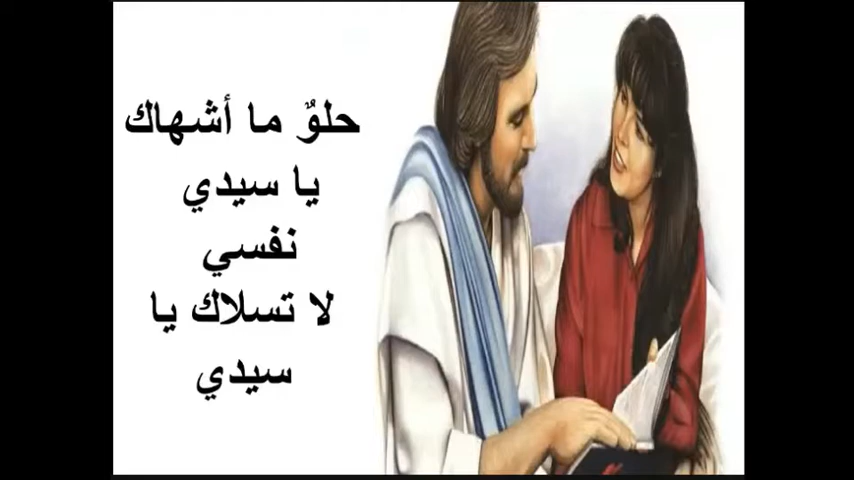 حلوٌ ما أشهاك
يا سيدي
نفسي
لا تسلاك يا
سيدي